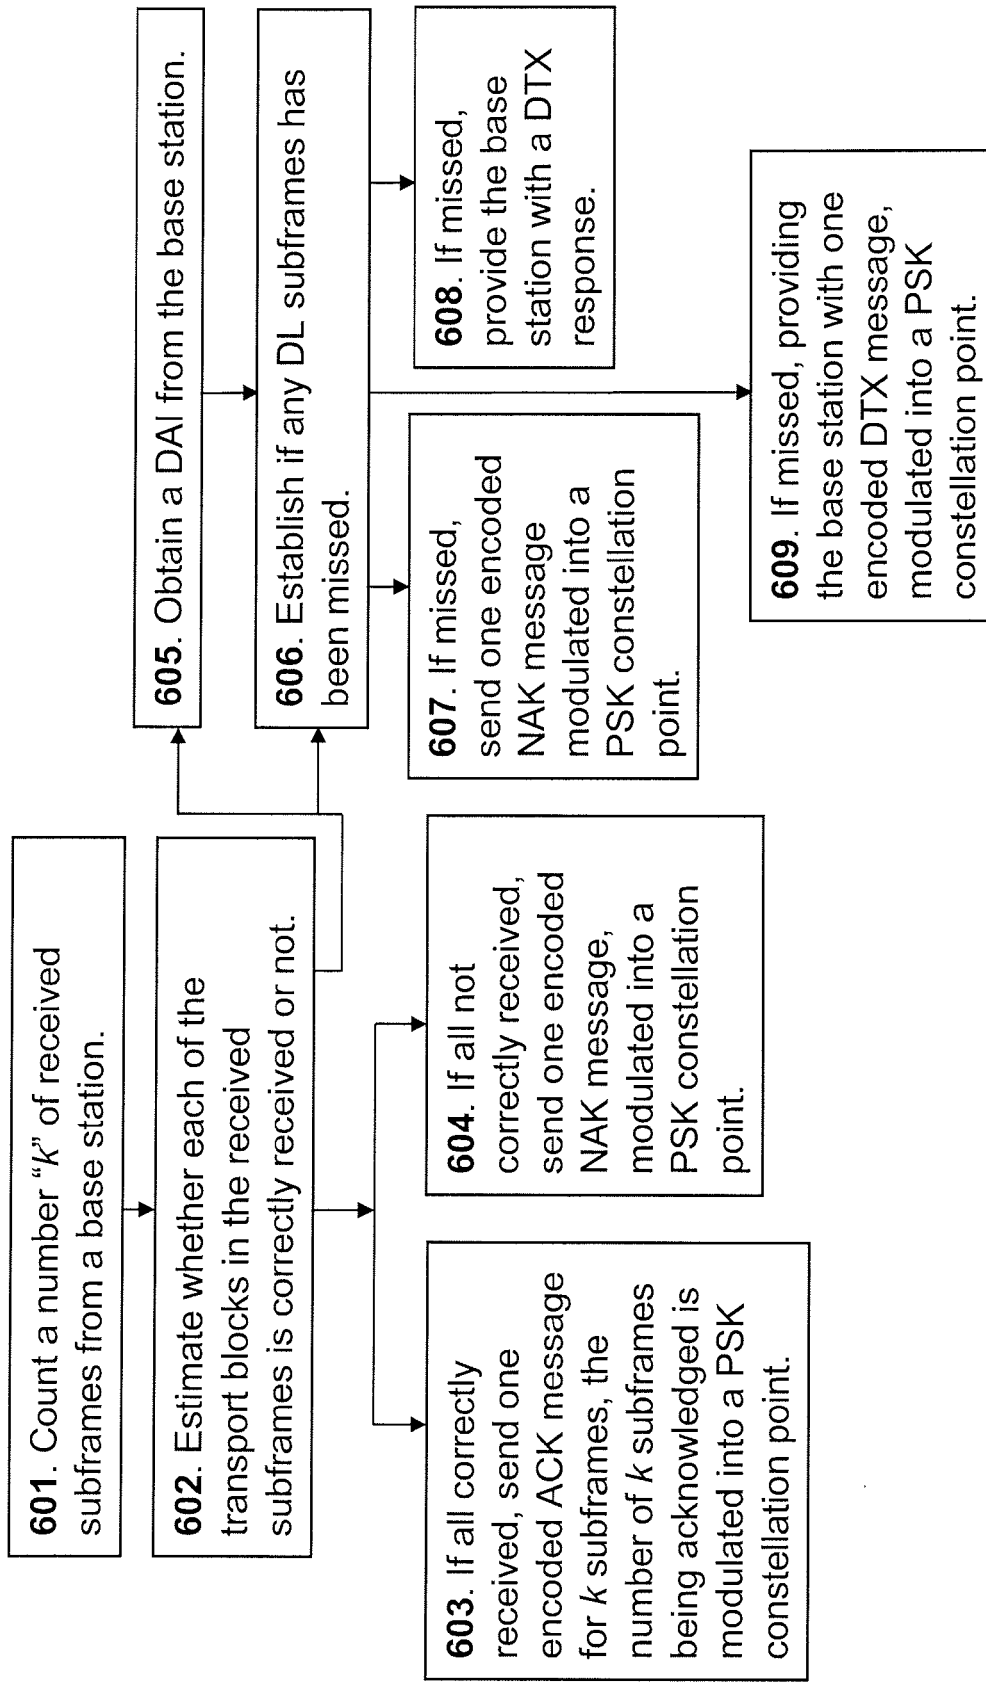 601. Count a number “k” of received
subframes from a base station.
602. Estimate whether each of the
transport blocks in the received
subframes is correctly received or not.
603. If all correctly
received, send one
encoded ACK message
for k subframes, the
number of k subframes
being acknowledged is
modulated into a PSK
constellation point.
604. If all not
correctly received,
send one encoded
NAK message,
modulated into a
PSK constellation
point.
605. Obtain a DAI from the base station.
606. Establish if any DL subframes has
been missed.
607. If missed,
send one encoded
NAK message
modulated into a
PSK constellation
point.
608. If missed,
provide the base
station with a DTX
response.
609. If missed, providing
the base station with one
encoded DTX message,
modulated into a PSK
constellation point.